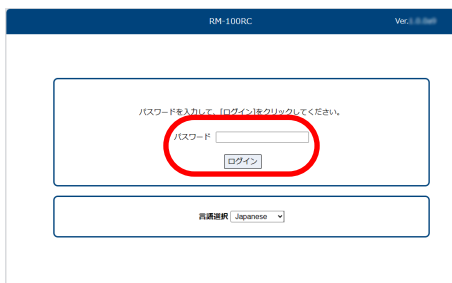 RM-100RC
Ver.
パスワードを入力して、[ログイン]をクリックしてください。
パスワード
ログイン
言語選択 Japanese